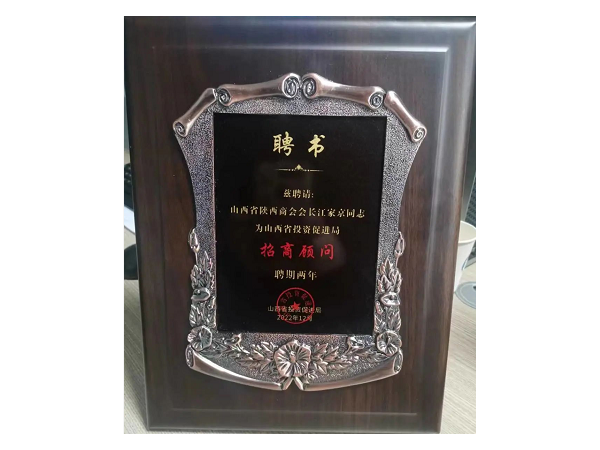 聘书
兹聘请:
山西省陕西商会会长江家京同志
为山西省投资促进局
招商顾问
聘期两年
山西省投资促进局
2022年12月